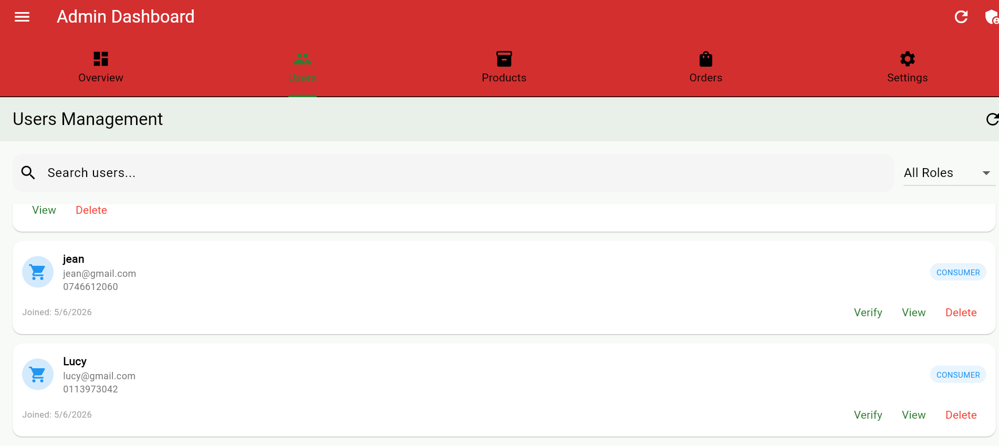 Admin Dashboard
Overview
Users
Products
Orders
Settings
Users Management
Search users...
All Roles
View Delete
jean
jean@gmail.com
0746612060
CONSUMER
Joined: 5/6/2026
Verify View Delete
Lucy
lucy@gmail.com
0113973042
CONSUMER
Joined: 5/6/2026
Verify View Delete